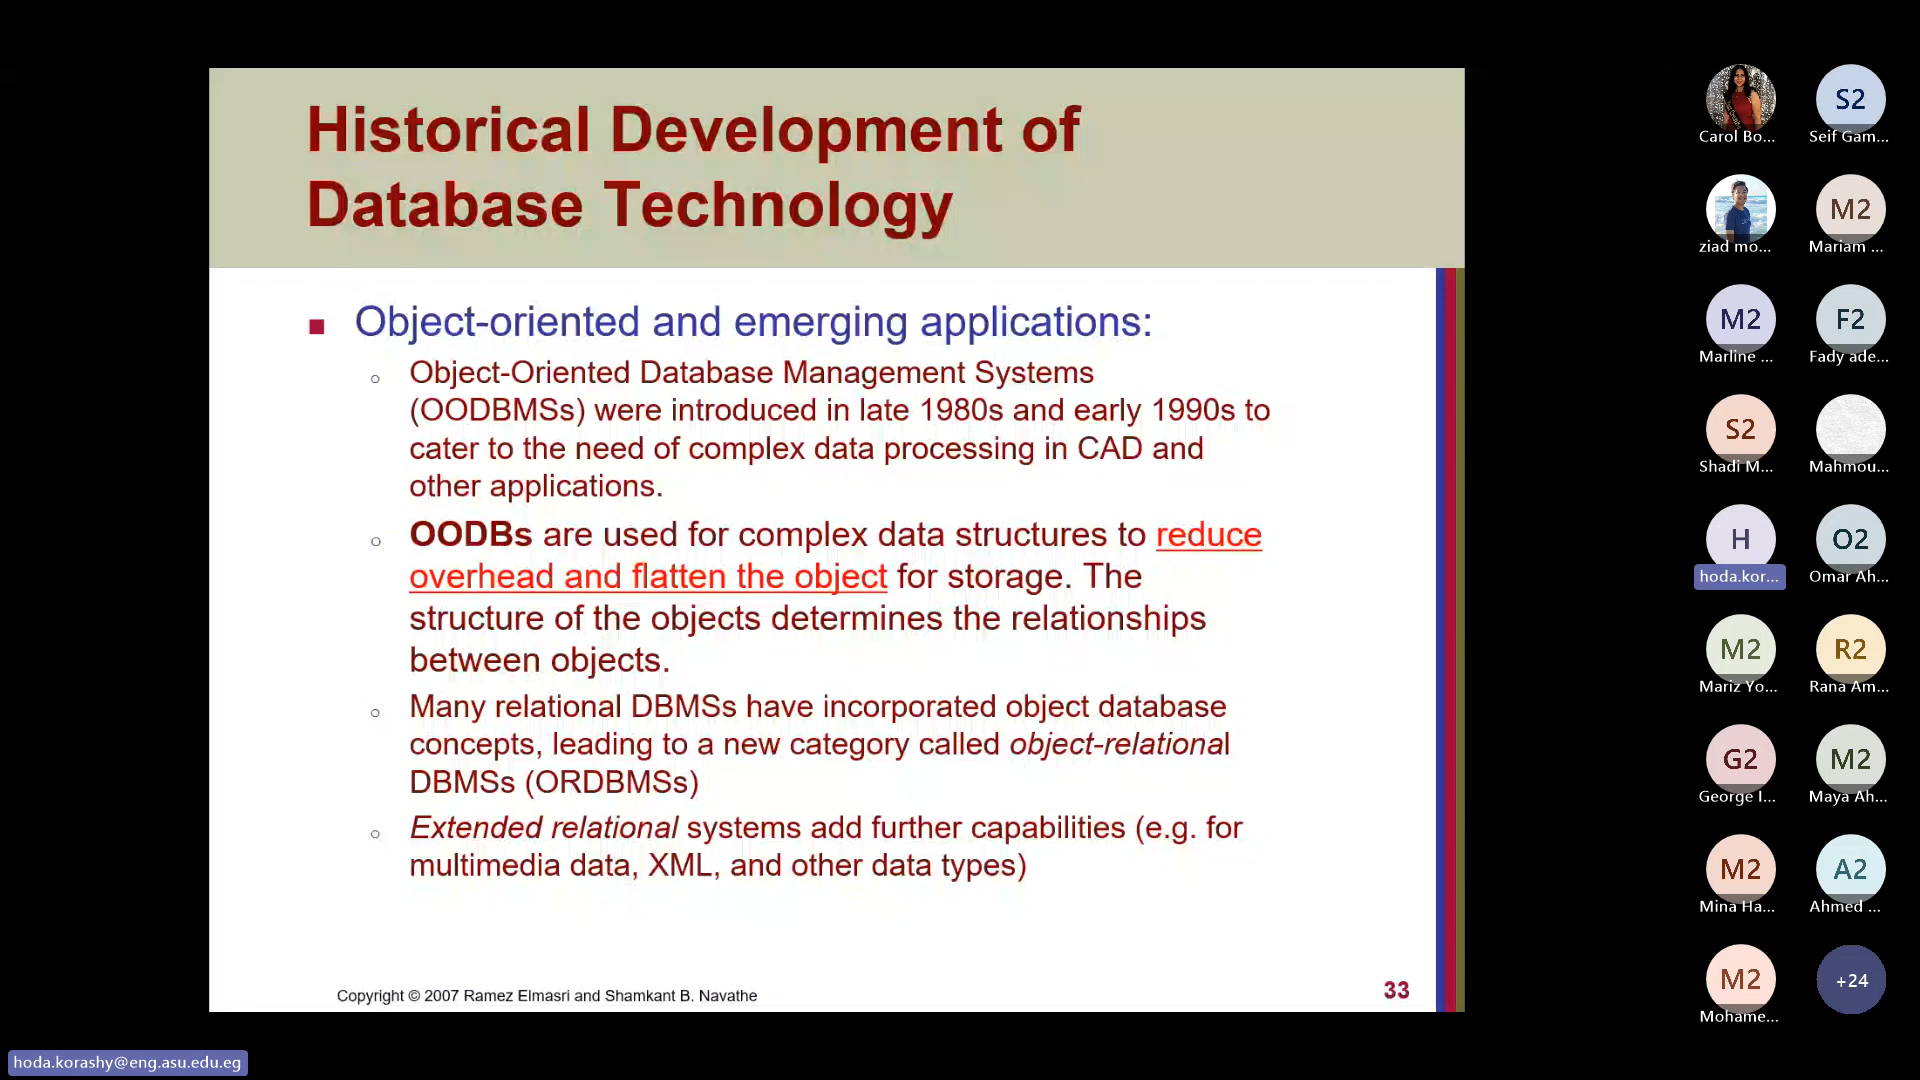 Historical Development of
Database Technology
Object-oriented and emerging applications:
Object-Oriented Database Management Systems
(OODBMSs) were introduced in late 1980s and early 1990s to
cater to the need of complex data processing in CAD and
other applications.
OODBs are used for complex data structures to reduce
overhead and flatten the object for storage. The
structure of the objects determines the relationships
between objects.
Many relational DBMSs have incorporated object database
concepts, leading to a new category called object-relational
DBMSs (ORDBMSs)
Extended relational systems add further capabilities (e.g. for
multimedia data, XML, and other data types)
Copyright © 2007 Ramez Elmasri and Shamkant B. Navathe
33
Carol Bo...
S2
Seif Gam...
ziad mo...
M2
Mariam ...
M2
Marline ...
F2
Fady ade...
S2
Shadi M...
Mahmou...
H
hoda.kor...
O2
Omar Ah...
M2
Mariz Yo...
R2
Rana Am...
G2
George I...
M2
Maya Ah...
M2
Mina Ha...
A2
Ahmed ...
M2
Mohame...
+24
hoda.korashy@eng.asu.edu.eg